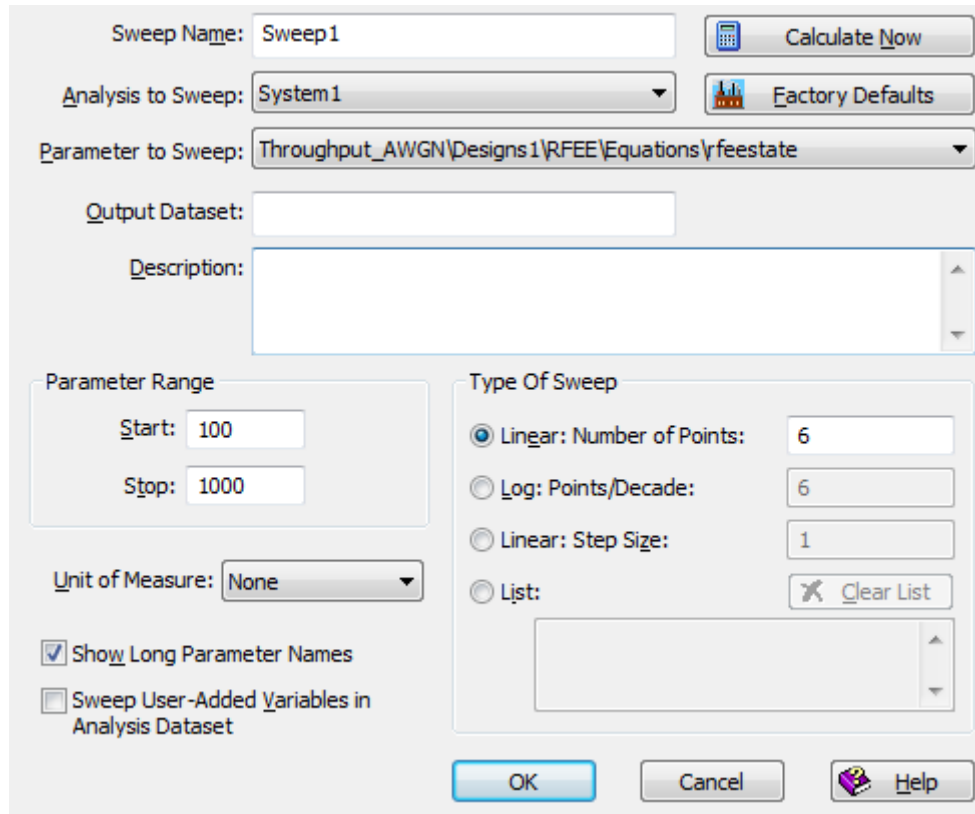 Sweep Name: Sweep1 Calculate Now
Analysis to Sweep: System1 Factory Defaults
Parameter to Sweep: Throughput_AWGN\Designs1\RFEE\Equations\rfeestate
Output Dataset:
Description:
Parameter Range
Start: 100
Stop: 1000
Unit of Measure: None
Show Long Parameter Names
Sweep User-Added Variables in
Analysis Dataset
Type Of Sweep
Linear: Number of Points: 6
Log: Points/Decade: 6
Linear: Step Size: 1
List: Clear List
OK Cancel Help